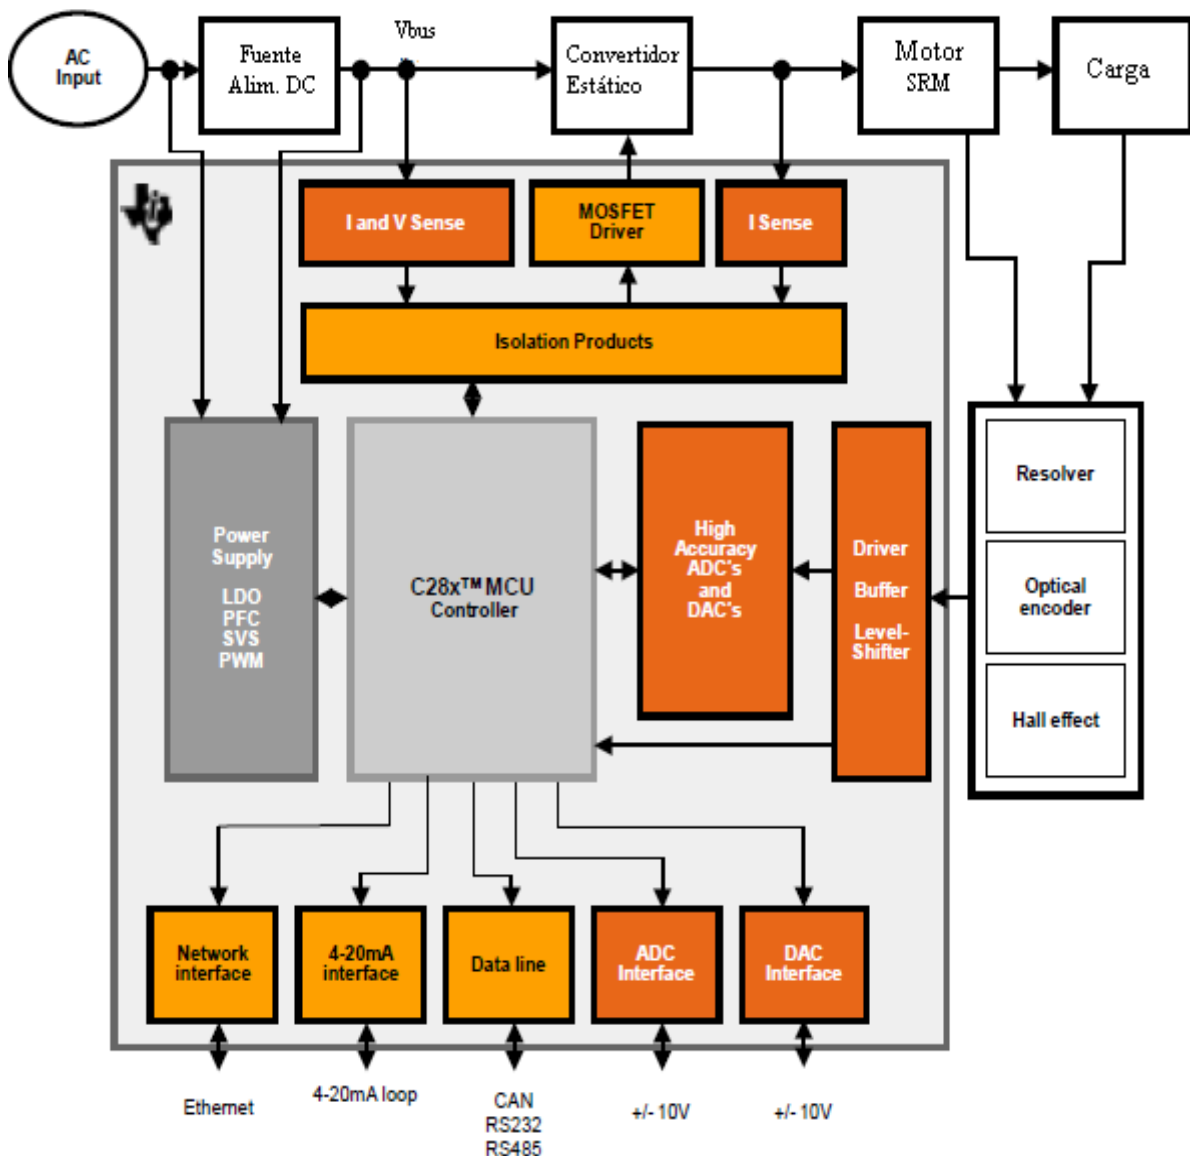 AC
Input
Fuente
Alim. DC
Vbus
Convertidor
Estático
Motor
SRM
Carga
I and V Sense
MOSFET
Driver
I Sense
Isolation Products
Power
Supply
LDO
PFC
SVS
PWM
C28x™ MCU
Controller
High
Accuracy
ADC's
and
DAC's
Driver
Buffer
Level-
Shifter
Resolver
Optical
encoder
Hall effect
Network
interface
4-20mA
interface
Data line
ADC
Interface
DAC
Interface
Ethernet
4-20mA loop
CAN
RS232
RS485
+/- 10V
+/- 10V